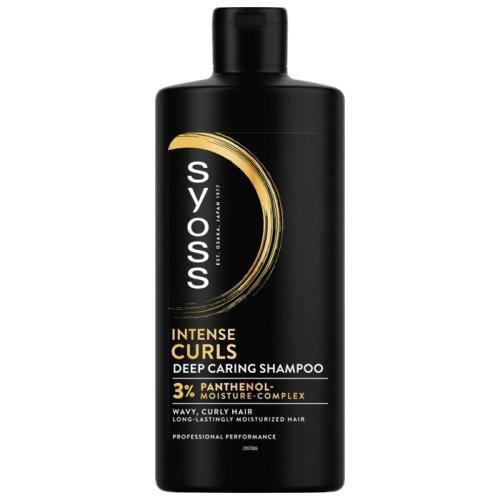 syoss
EST. OSAKA, JAPAN 1977
INTENSE
CURLS
DEEP CARING SHAMPOO
3% PANTHENOL-
MOISTURE-COMPLEX
WAVY, CURLY HAIR
LONG-LASTINGLY MOISTURIZED HAIR
PROFESSIONAL PERFORMANCE
2997086